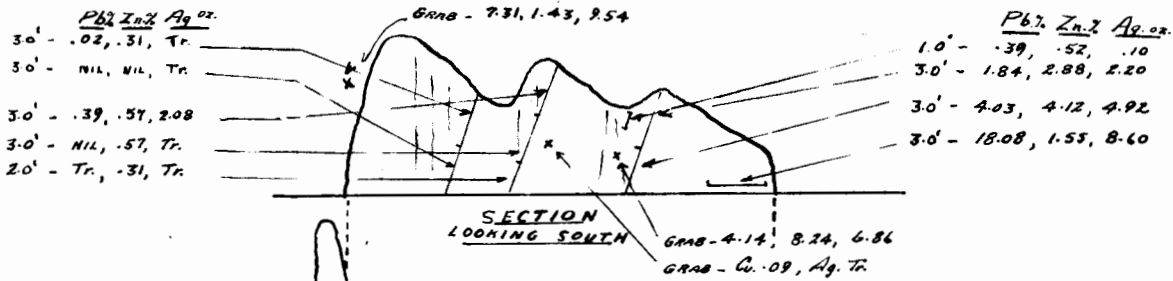 GRAB - 7.31, 1.43, 9.54
Pb% Zn% Ag oz.
3.0' - .02, .31, Tr.
3.0' - NIL, NIL, Tr.
3.0' - .39, .57, 2.08
3.0' - NIL, .57, Tr.
2.0' - Tr., .31, Tr.
Pb% Zn.% Ag. oz.
1.0' - .39, .52, .10
3.0' - 1.84, 2.88, 2.20
3.0' - 4.03, 4.12, 4.92
3.0' - 18.08, 1.55, 8.60
SECTION
LOOKING SOUTH
GRAB - 4.14, 8.24, 6.86
GRAB - Cu. .09, Ag. Tr.